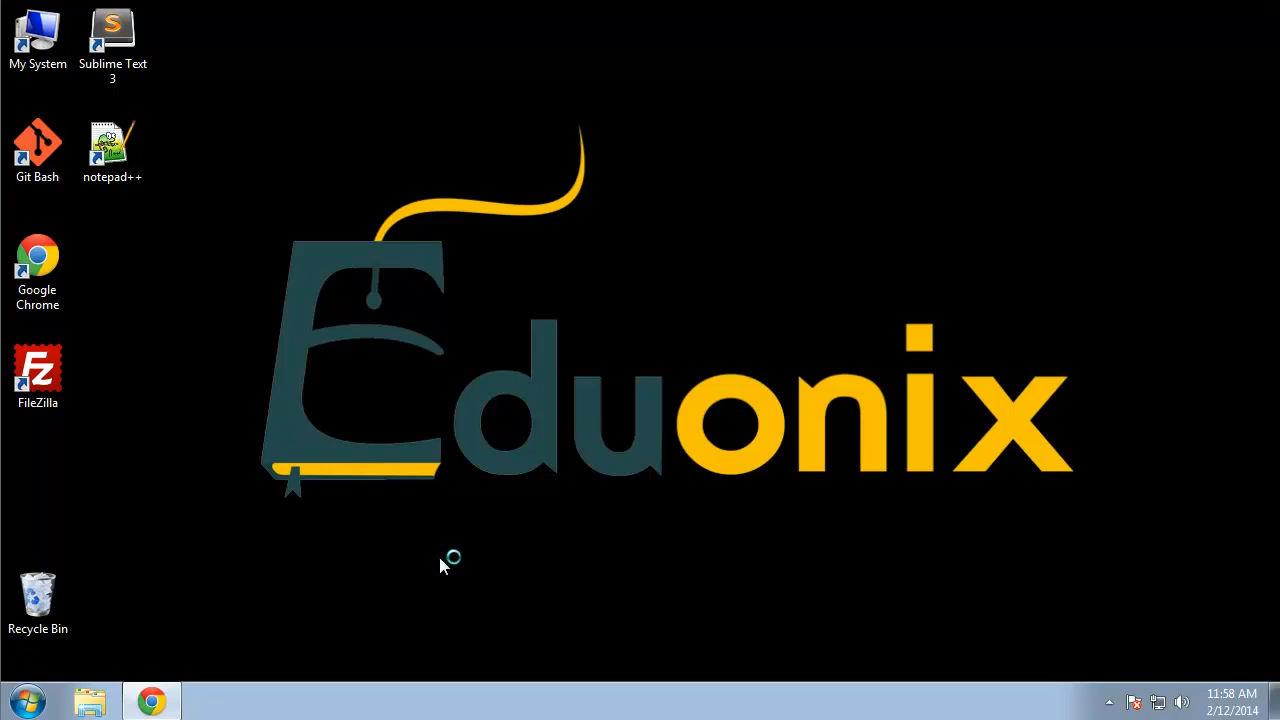 My System
Sublime Text
3
Git Bash
notepad++
Google
Chrome
FileZilla
Eduonix
Recycle Bin
11:58 AM
2/12/2014